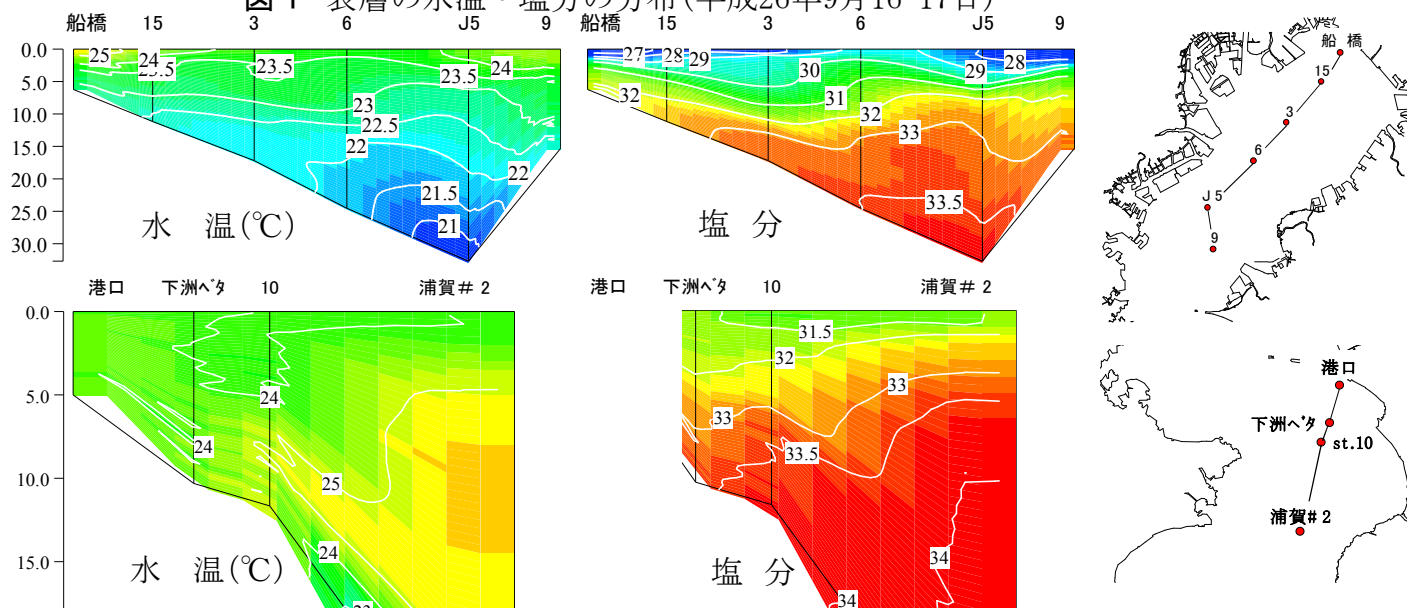 図1 表層の水温・塩分の分布(平成26年9月16-17日)
船橋 15 3 6 J5 9
船橋 15 3 6 J5 9
0.0
5.0
10.0
15.0
20.0
25.0
30.0
25 24 23.5 23.5 23.5 24
23
22.5
22
22
21.5
21
水 温(℃)
27 28 29 30 29 28
32 31 32 33
33.5
塩 分
船 橋
15
3
6
J 5
9
港口 下洲ベタ 10 浦賀#2
港口 下洲ベタ 10 浦賀#2
0.0
5.0
10.0
15.0
24
24
25
24
水 温(℃)
31.5
32
33
33
33.5
34
34
塩 分
港口
下洲ベタ
st.10
浦賀#2